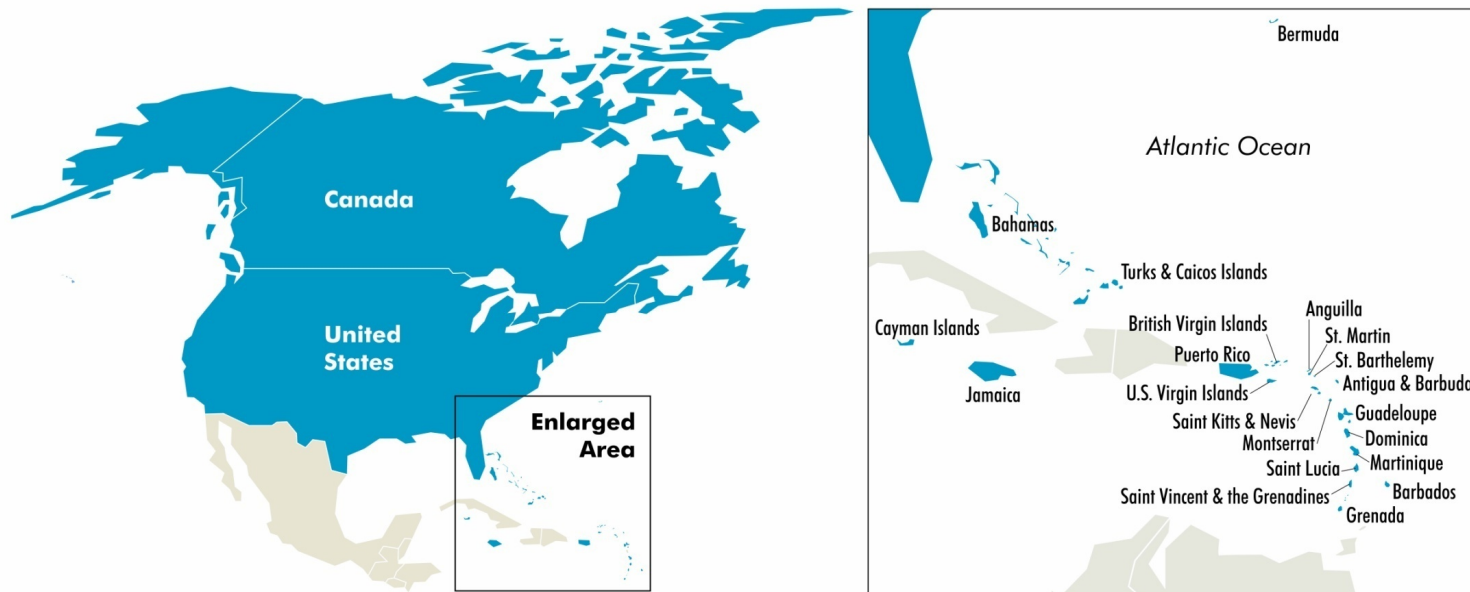 Canada
United
States
Enlarged
Area
Bermuda
Atlantic Ocean
Bahamas
Turks & Caicos Islands
Cayman Islands
British Virgin Islands
Anguilla
St. Martin
Puerto Rico
St. Barthelemy
Jamaica
U.S. Virgin Islands
Antigua & Barbuda
Saint Kitts & Nevis
Guadeloupe
Montserrat
Dominica
Saint Lucia
Martinique
Saint Vincent & the Grenadines
Barbados
Grenada